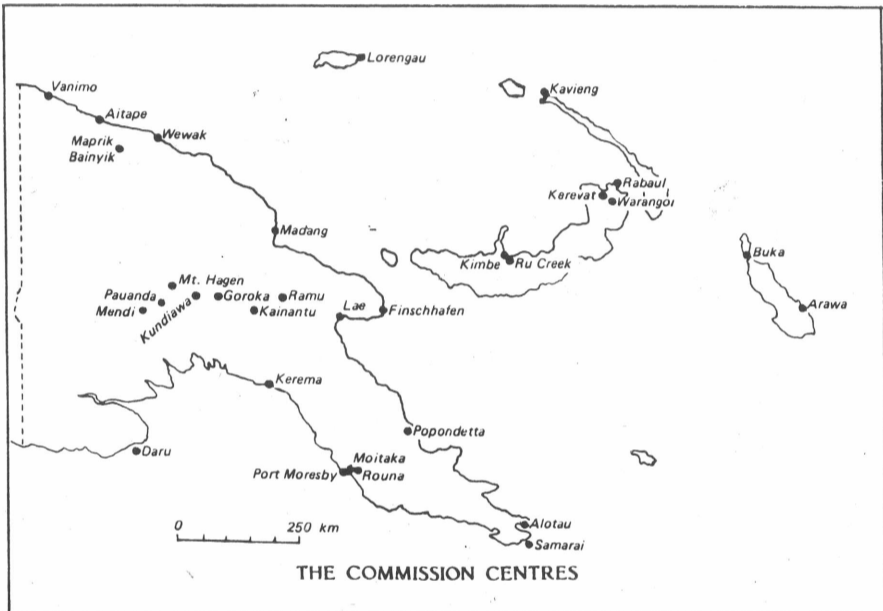 Lorengau
Vanimo
Kavieng
Aitape
Wewak
Maprik
Bainyik
Rabaul
Kerevat
Warangoi
Madang
Buka
Kimbe
Ru Creek
Mt. Hagen
Pauanda
Goroka
Ramu
Mendi
Kundiawa
Kainantu
Lae
Finschhafen
Arawa
Kerema
Popondetta
Daru
Moitaka
Port Moresby
Rouna
0 250 km
Alotau
Samarai
THE COMMISSION CENTRES